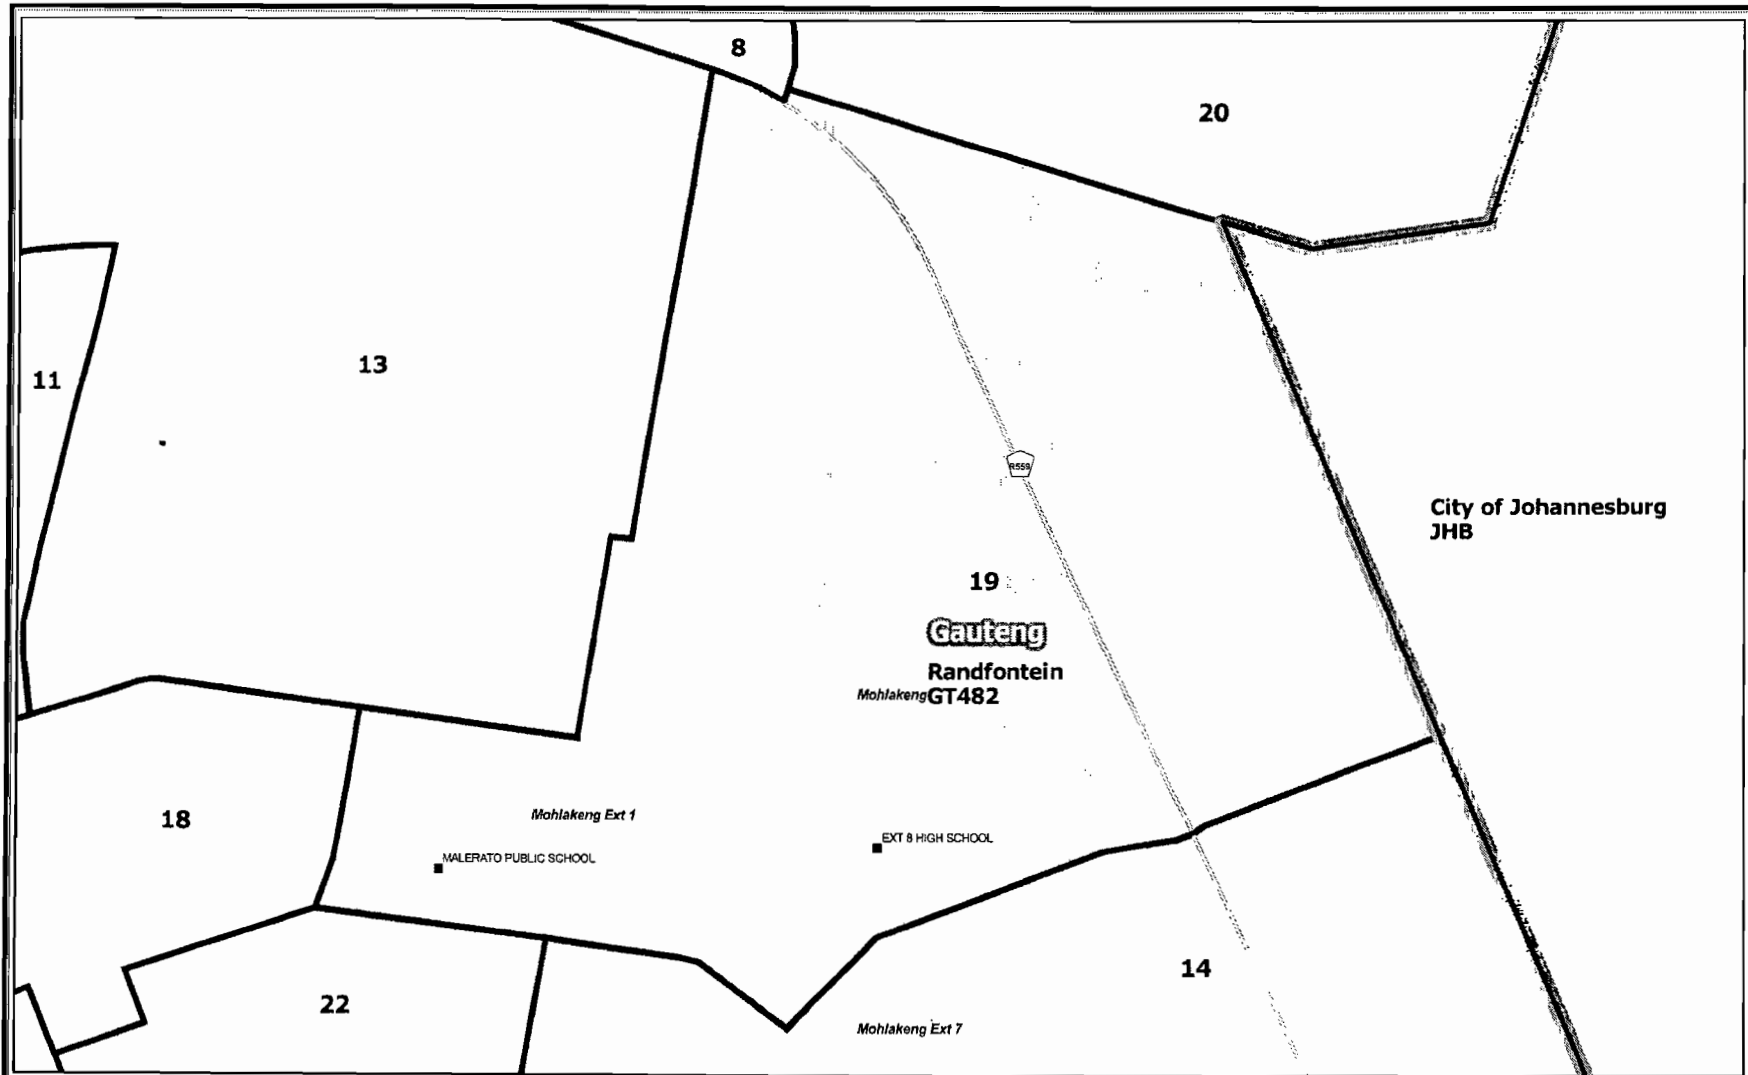 8
20
13
11
R559
City of Johannesburg
JHB
19
Gauteng
Randfontein
Mohlakeng GT482
18
Mohlakeng Ext 1
EXT 8 HIGH SCHOOL
MALERATO PUBLIC SCHOOL
14
22
Mohlakeng Ext 7